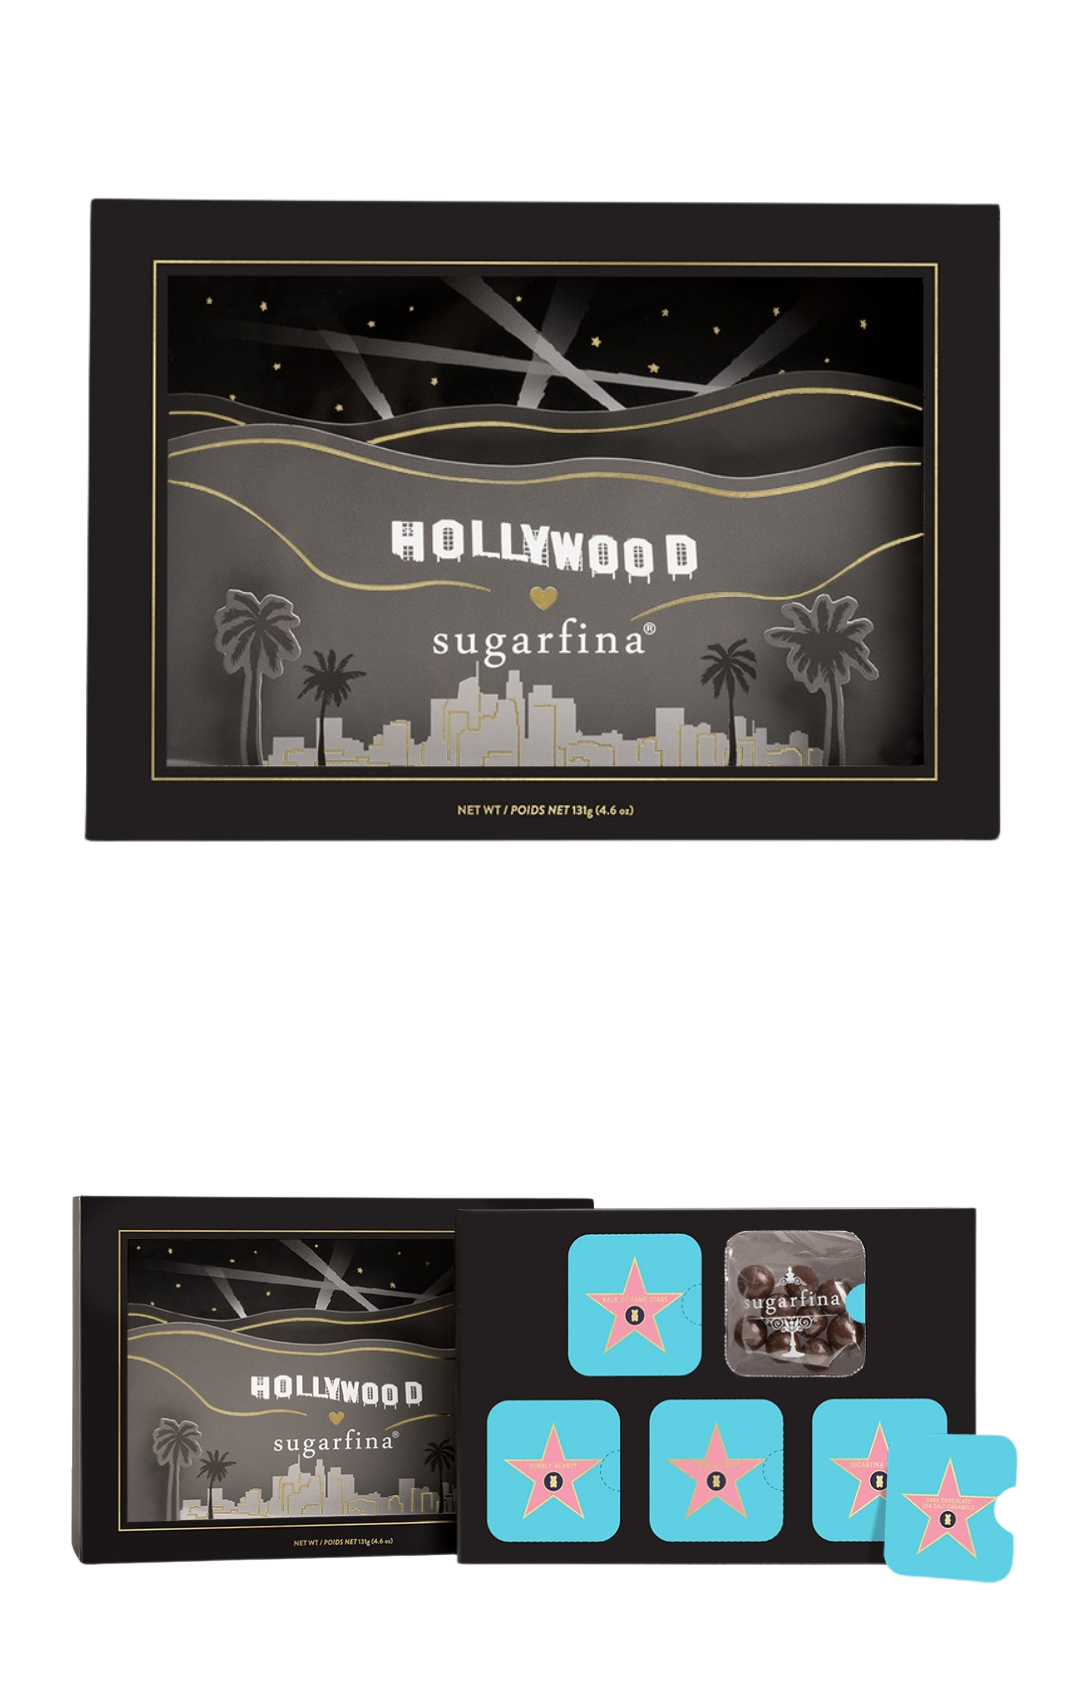 HOLLYWOOD
sugarfina®
NET WT / POIDS NET 131g (4.6 oz)
HOLLYWOOD
sugarfina®
NET WT / POIDS NET 131g (4.6 oz)
WALK OF FAME STARS
sugarfina
BUBBLY BEARS®
SUGARFINA
DARK CHOCOLATE
SEA SALT CARAMELS